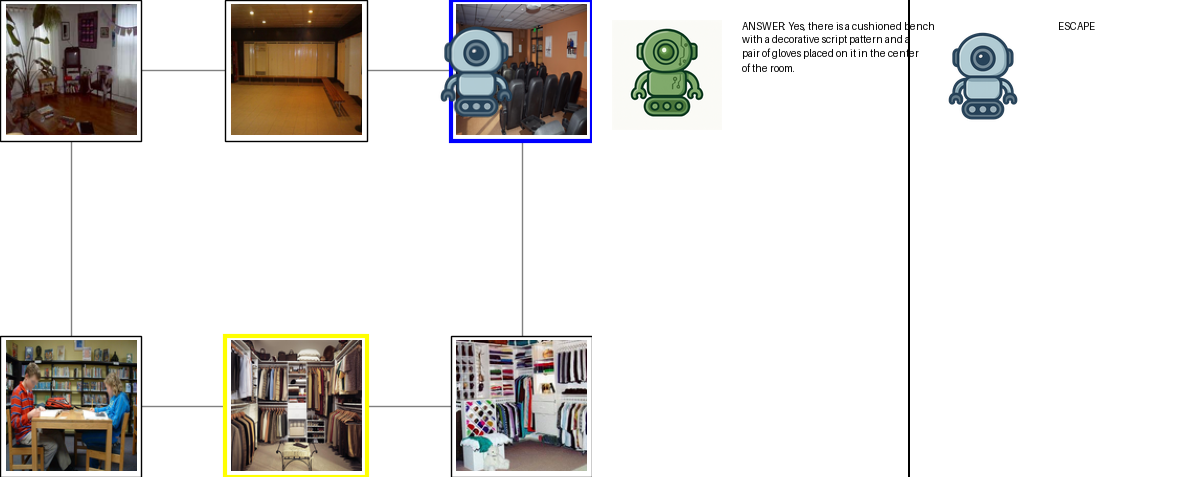 ANSWER: Yes, there is a cushioned bench
with a decorative script pattern and a
pair of gloves placed on it in the center
of the room.
ESCAPE